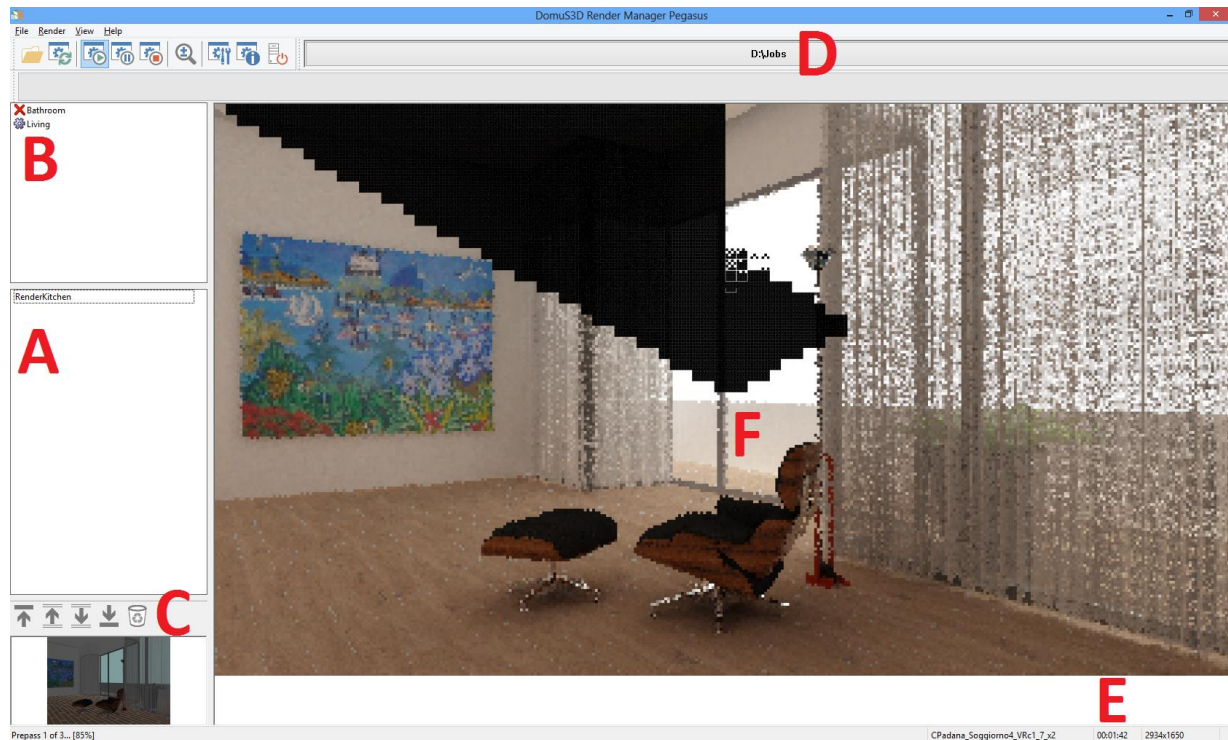 DomuS3D Render Manager Pegasus
File Render View Help
D:\Jobs
D
Bathroom
Living
B
RenderKitchen
A
F
C
E
Prepass 1 of 3... [85%]
CPadana_Soggiorno4_VRc1_7_x2 00:01:42 2934x1650